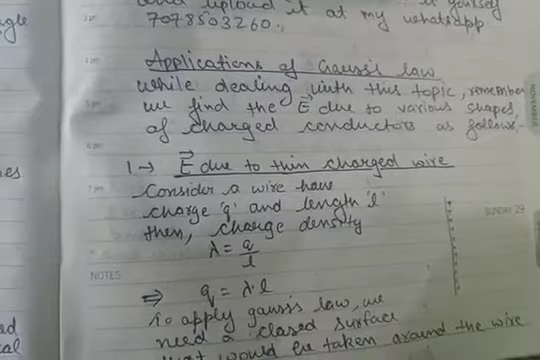 and upload it at my whatsapp
7078503260.
Applications of Gauss's law
while dealing with this topic, remember
we find the E due to various shapes
of charged conductors as follows,-
1 → E due to thin charged wire
Consider a wire have
charge 'q' and length 'l'
then, charge density
λ = q/l
NOTES
⇒ q = λ·l
To apply gauss's law, we
need a closed surface
that would be taken around the wire
NOVEMBER
SUNDAY 29